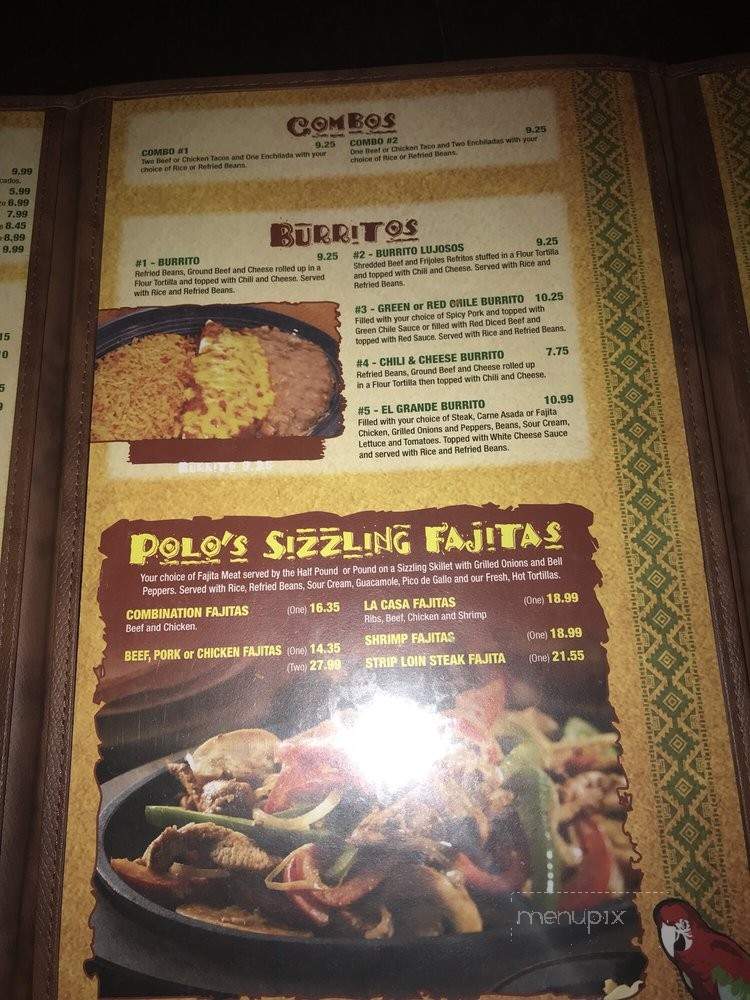 9.99
cados.
5.99
6.99
7.99
8.45
8.99
9.99
15
10
5
9
COMBOS
COMBO #1 9.25
Two Beef or Chicken Tacos and One Enchilada with your
choice of Rice or Refried Beans.
COMBO #2 9.25
One Beef or Chicken Taco and Two Enchiladas with your
choice of Rice or Refried Beans.
BURRITOS
#1 - BURRITO 9.25
Refried Beans, Ground Beef and Cheese rolled up in a
Flour Tortilla and topped with Chili and Cheese. Served
with Rice and Refried Beans.
BURRITO 9.25
#2 - BURRITO LUJOSOS 9.25
Shredded Beef and Frijoles Refritos stuffed in a Flour Tortilla
and topped with Chili and Cheese. Served with Rice and
Refried Beans.
#3 - GREEN or RED CHILE BURRITO 10.25
Filled with your choice of Spicy Pork and topped with
Green Chile Sauce or filled with Red Diced Beef and
topped with Red Sauce. Served with Rice and Refried Beans.
#4 - CHILI & CHEESE BURRITO 7.75
Refried Beans, Ground Beef and Cheese rolled up
in a Flour Tortilla then topped with Chili and Cheese.
#5 - EL GRANDE BURRITO 10.99
Filled with your choice of Steak, Carne Asada or Fajita
Chicken, Grilled Onions and Peppers, Beans, Sour Cream,
Lettuce and Tomatoes. Topped with White Cheese Sauce
and served with Rice and Refried Beans.
POLO'S SIZZLING FAJITAS
Your choice of Fajita Meat served by the Half Pound or Pound on a Sizzling Skillet with Grilled Onions and Bell
Peppers. Served with Rice, Refried Beans, Sour Cream, Guacamole, Pico de Gallo and our Fresh, Hot Tortillas.
COMBINATION FAJITAS (One) 16.35
Beef and Chicken.
BEEF, PORK or CHICKEN FAJITAS (One) 14.35
(Two) 27.99
LA CASA FAJITAS (One) 18.99
Ribs, Beef, Chicken and Shrimp
SHRIMP FAJITAS (One) 18.99
STRIP LOIN STEAK FAJITA (One) 21.55
menupix